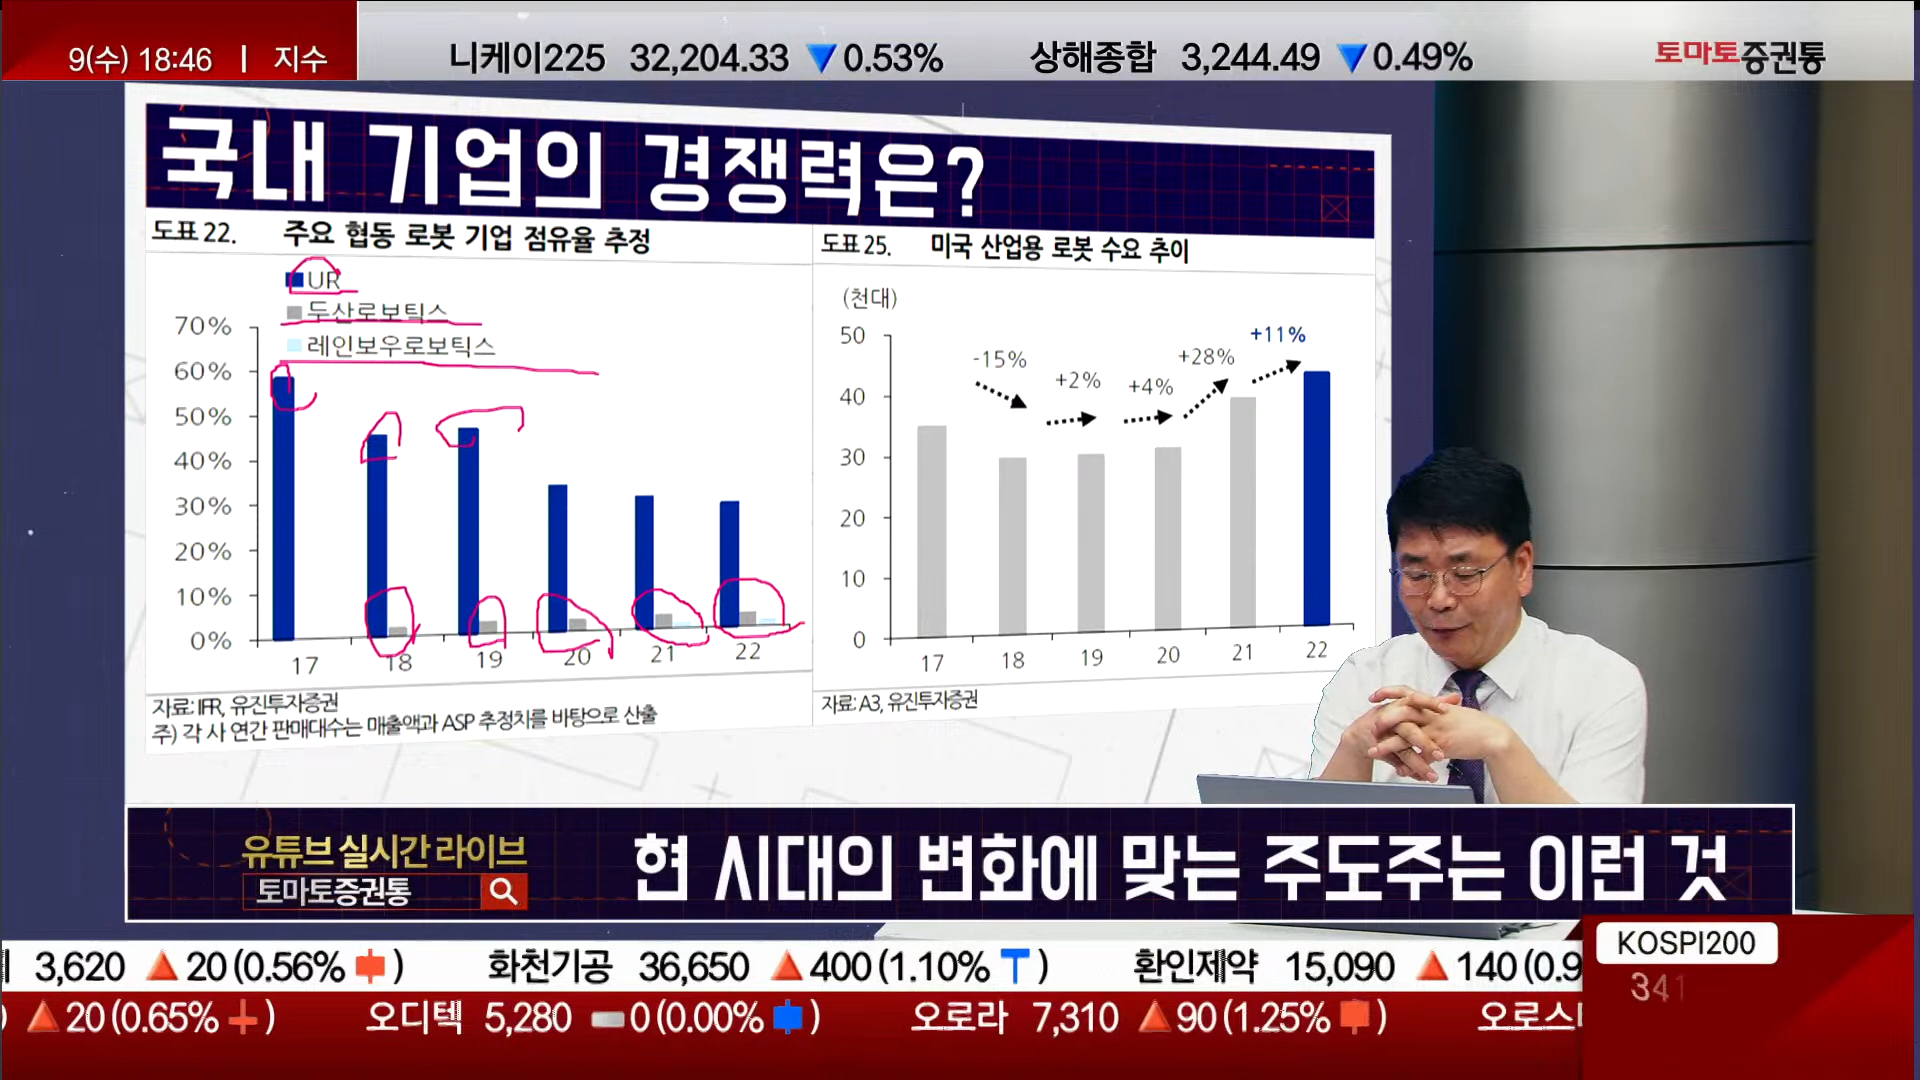 9(수) 18:46 | 지수 니케이225 32,204.33 ▼0.53% 상해종합 3,244.49 ▼0.49% 토마토증권통
국내 기업의 경쟁력은?
도표 22. 주요 협동 로봇 기업 점유율 추정
UR
두산로보틱스
레인보우로보틱스
70%
60%
50%
40%
30%
20%
10%
0%
17 18 19 20 21 22
자료: IFR, 유진투자증권
주) 각 사 연간 판매대수는 매출액과 ASP 추정치를 바탕으로 산출
도표 25. 미국 산업용 로봇 수요 추이
(천대)
50
40
30
20
10
0
-15% +2% +4% +28% +11%
17 18 19 20 21 22
자료: A3, 유진투자증권
유튜브 실시간 라이브
토마토증권통
현 시대의 변화에 맞는 주도주는 이런 것
3,620 ▲20(0.56% ) 화천기공 36,650 ▲400(1.10% ) 환인제약 15,090 ▲140(0.9
KOSPI200
341
) ▲20(0.65% ) 오디텍 5,280 0(0.00% ) 오로라 7,310 ▲90(1.25% ) 오로스